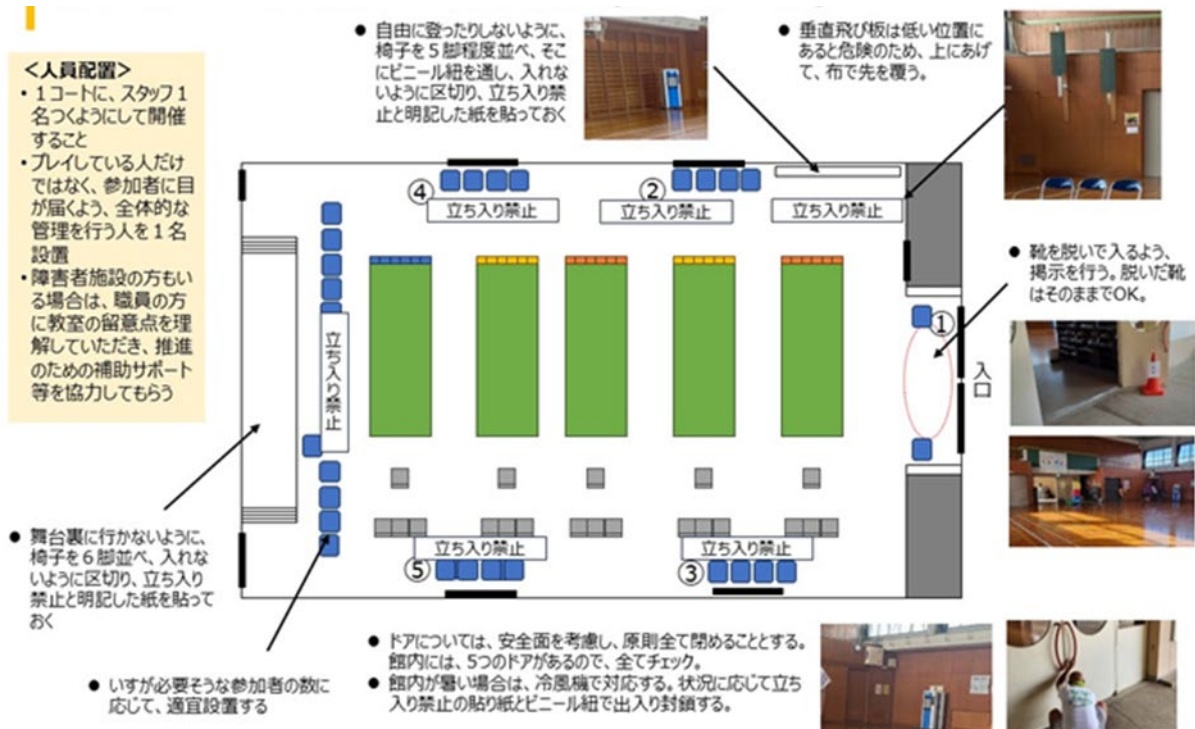 ＜人員配置＞
・1コートに、スタッフ1
名つくようにして開催
すること
・プレイしている人だけ
ではなく、参加者に目
が届くよう、全体的な
管理を行う人を1名
設置
・障害者施設の方もい
る場合は、職員の方
に教室の留意点を理
解していただき、推進
のための補助サポート
等を協力してもらう
● 自由に登ったりしないように、
椅子を5脚程度並べ、そこ
にビニール紐を通し、入れな
いように区切り、立ち入り禁
止と明記した紙を貼っておく
● 垂直飛び板は低い位置に
あると危険のため、上にあげ
て、布で先を覆う。
④
立ち入り禁止
②
立ち入り禁止
立ち入り禁止
立ち入り禁止
● 靴を脱いで入るよう、
掲示を行う。脱いだ靴
はそのままでOK。
①
入口
立ち入り禁止
⑤
立ち入り禁止
③
● 舞台裏に行かないように、
椅子を6脚並べ、入れな
いように区切り、立ち入り
禁止と明記した紙を貼って
おく
● いすが必要そうな参加者の数に
応じて、適宜設置する
● ドアについては、安全面を考慮し、原則全て閉めることとする。
館内には、5つのドアがあるので、全てチェック。
● 館内が暑い場合は、冷風機で対応する。状況に応じて立ち
入り禁止の貼り紙とビニール紐で出入り封鎖する。